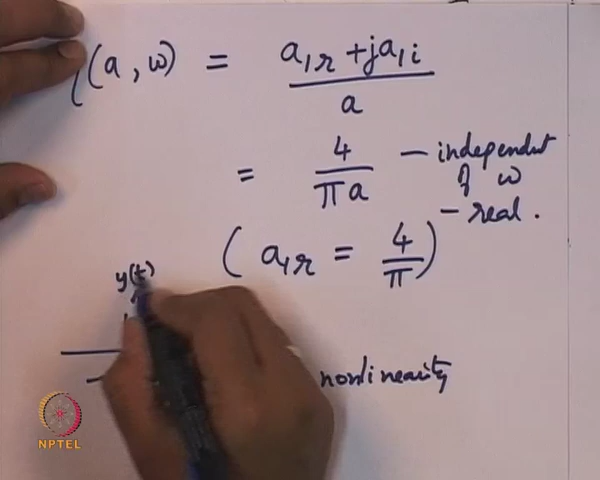 (a, ω) = a1r + ja1i / a
= 4 / πa – independent
of ω
– real.
( a1r = 4 / π )
y(t)
nonlinearity
NPTEL